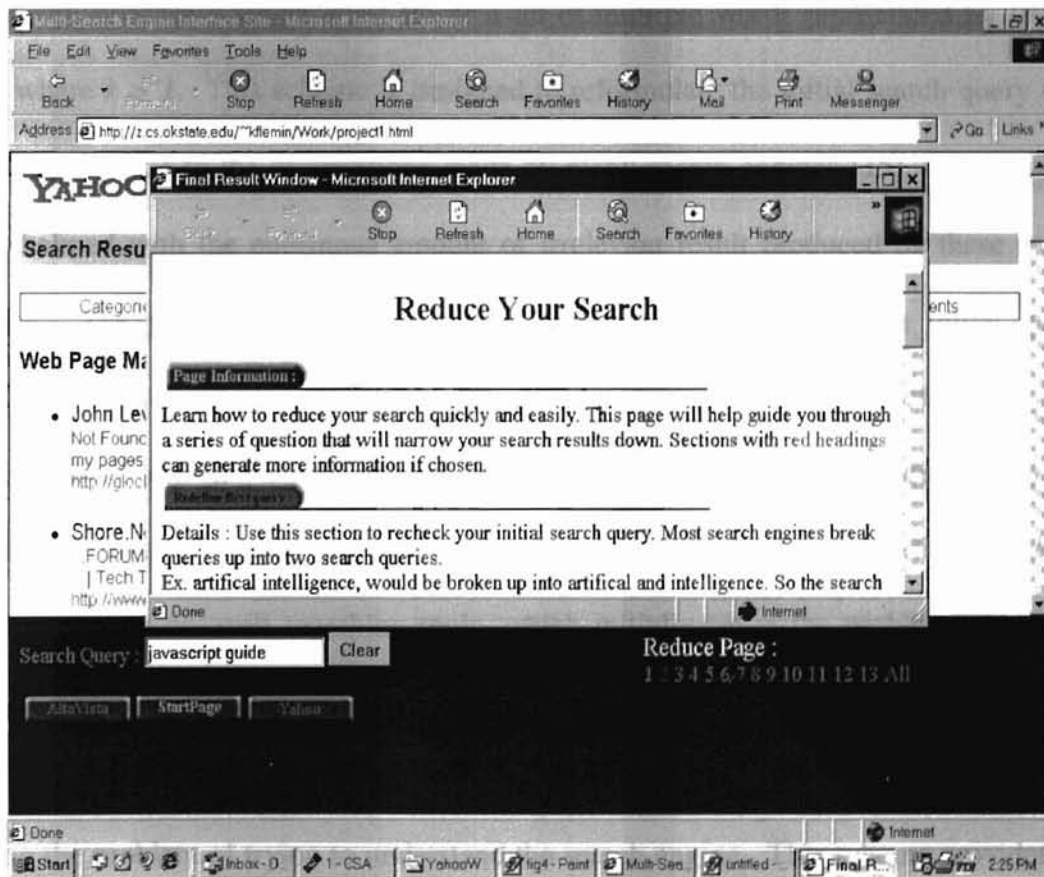 Multi-Search Engine Interface Site - Microsoft Internet Explorer
File Edit View Favorites Tools Help
Back Forward Stop Refresh Home Search Favorites History Mail Print Messenger
Address http://z.cs.okstate.edu/~kflemin/Work/project1.html Go Links
YAHOO
Final Result Window - Microsoft Internet Explorer
Back Forward Stop Refresh Home Search Favorites History
Search Resu
Categori ents
Reduce Your Search
Web Page Ma
Page Information :
John Lev
Not Found
my pages
Learn how to reduce your search quickly and easily. This page will help guide you through
a series of question that will narrow your search results down. Sections with red headings
can generate more information if chosen.
Redefine first query :
Shore.N
FORUM
| Tech T
http://www
Details : Use this section to recheck your initial search query. Most search engines break
queries up into two search queries.
Ex. artifical intelligence, would be broken up into artifical and intelligence. So the search
Done Internet
Search Query : javascript guide Clear
Reduce Page :
1 2 3 4 5 6 7 8 9 10 11 12 13 All
AltaVista StartPage Yahoo
Done Internet
Start Inbox - O... 1 - CSA YahooW... fig4 - Paint Multi-Sea... untitled -... Final R... 2:25 PM